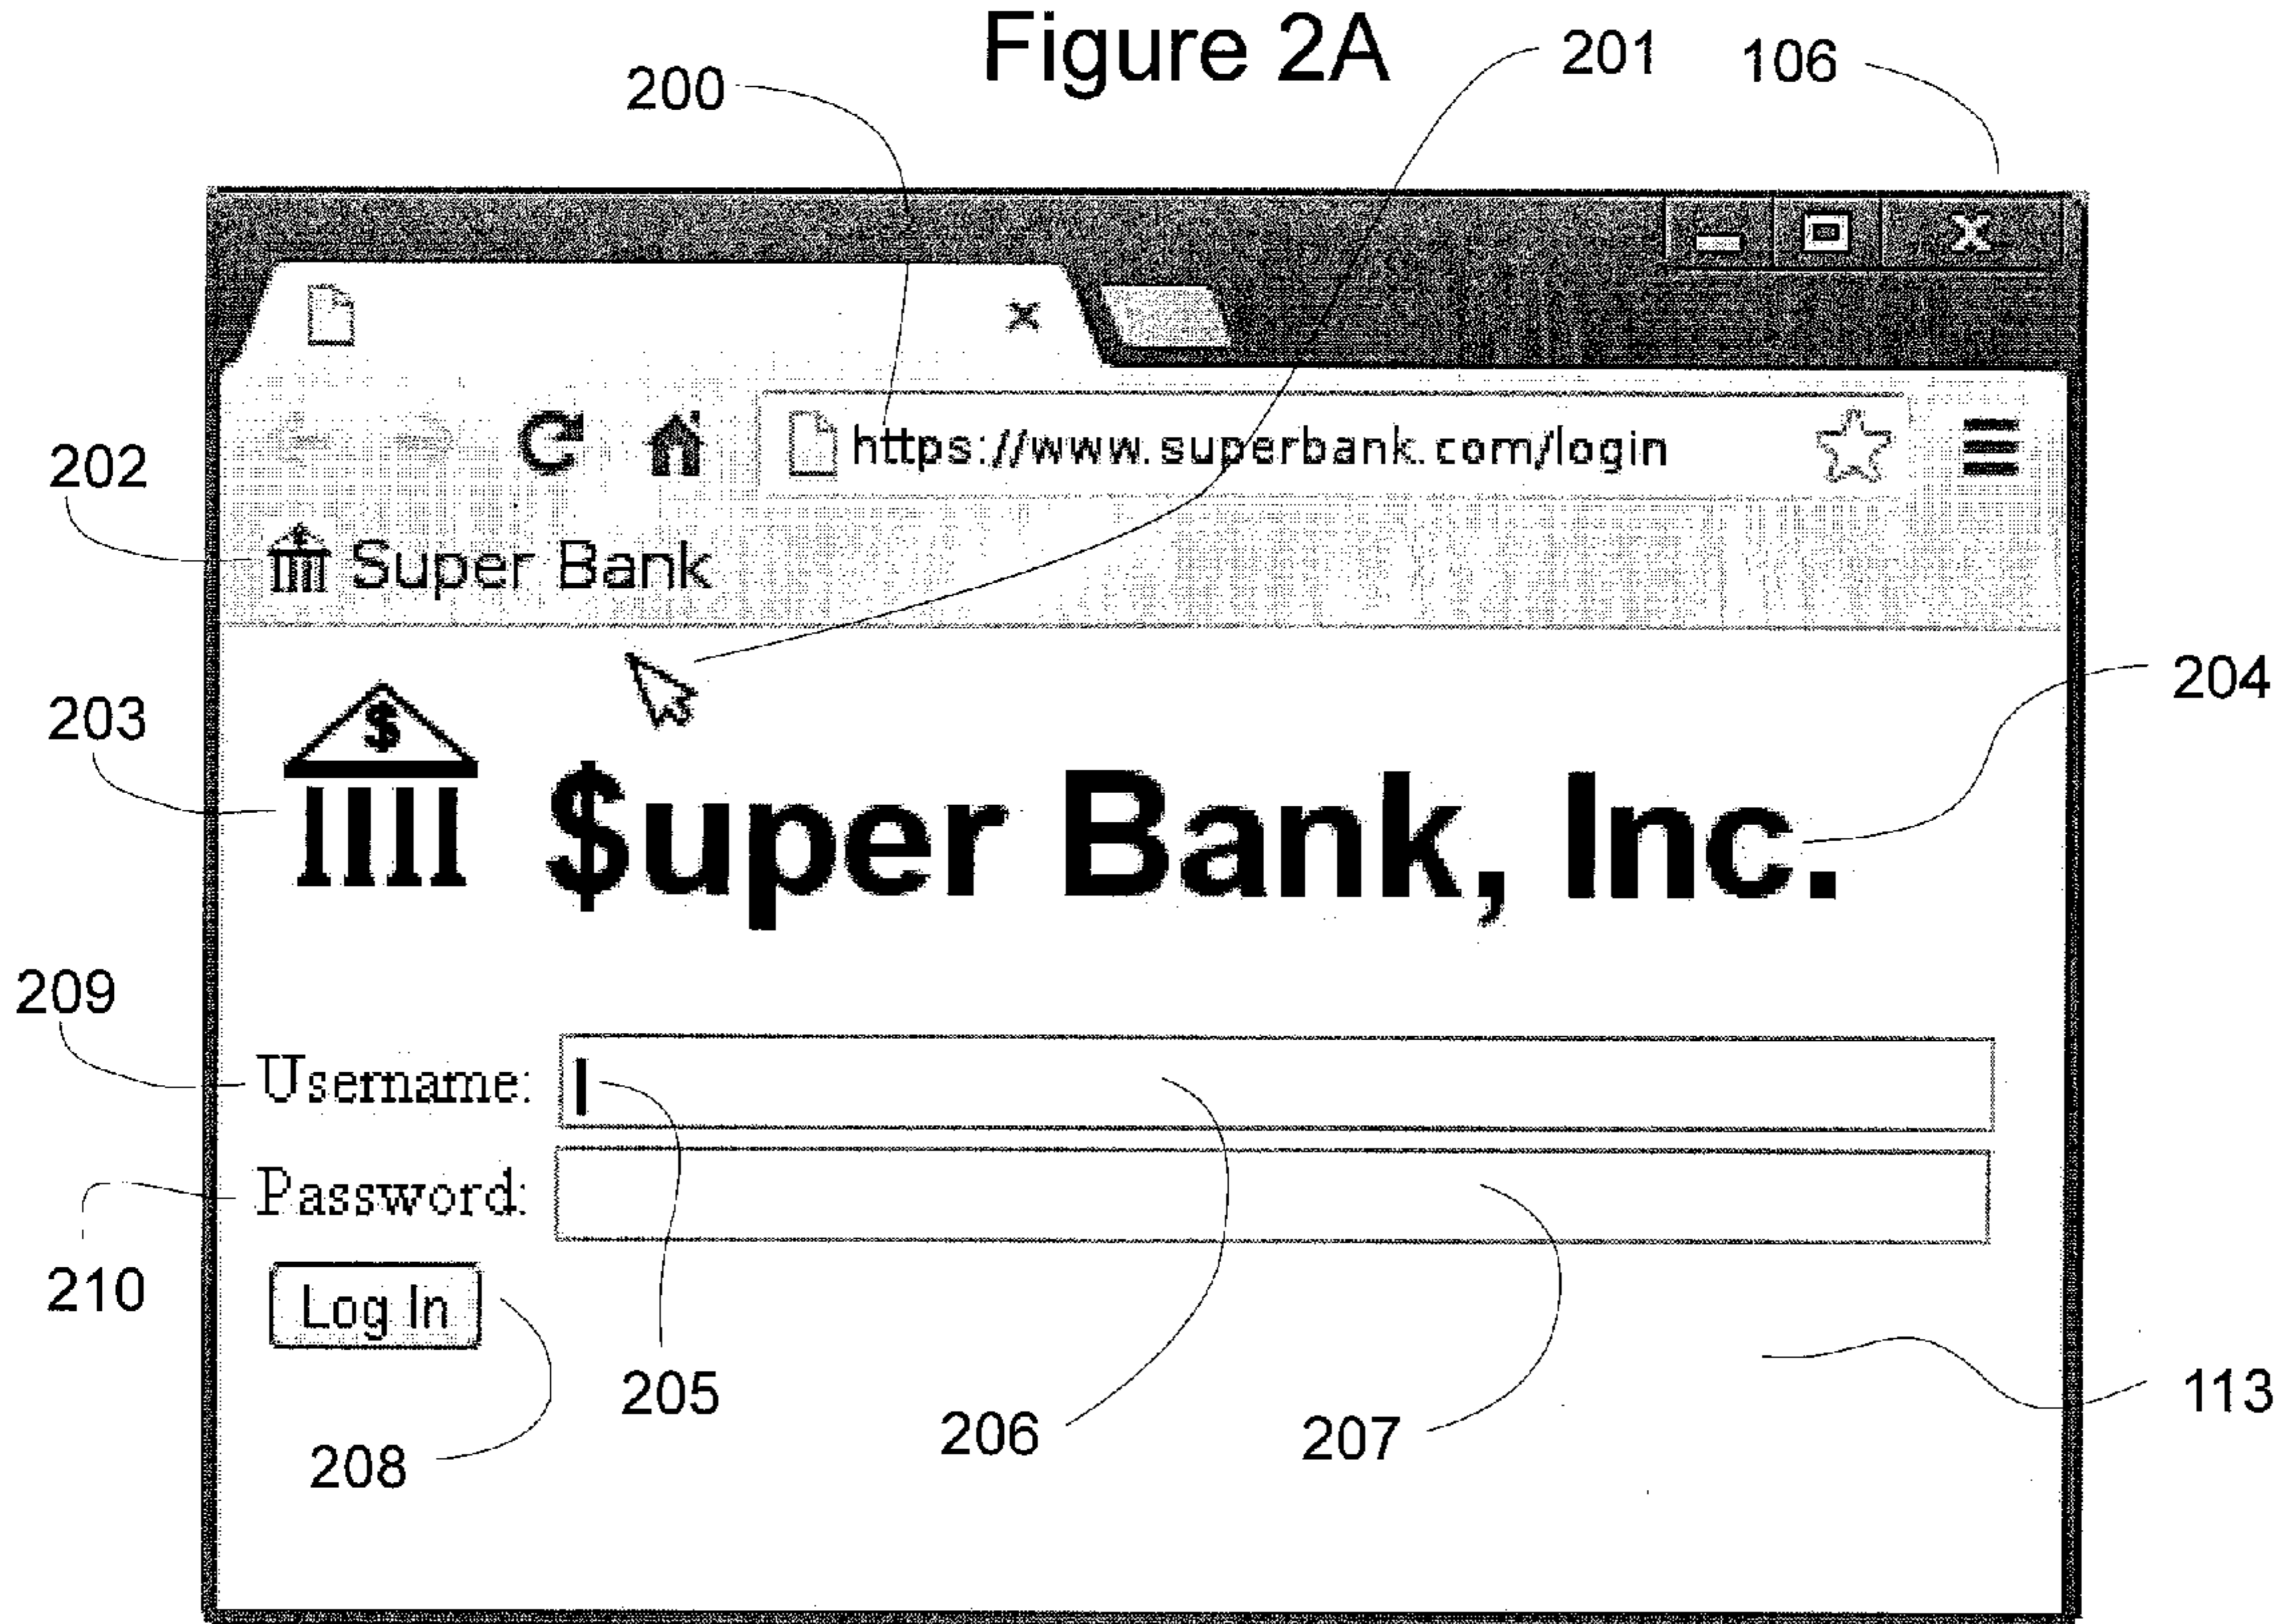 Figure 2A
200
201
106
https://www.superbank.com/login
202
Super Bank
204
203
$
$uper Bank, Inc.
209
Username:
Password:
210
Log In
205
206
207
113
208